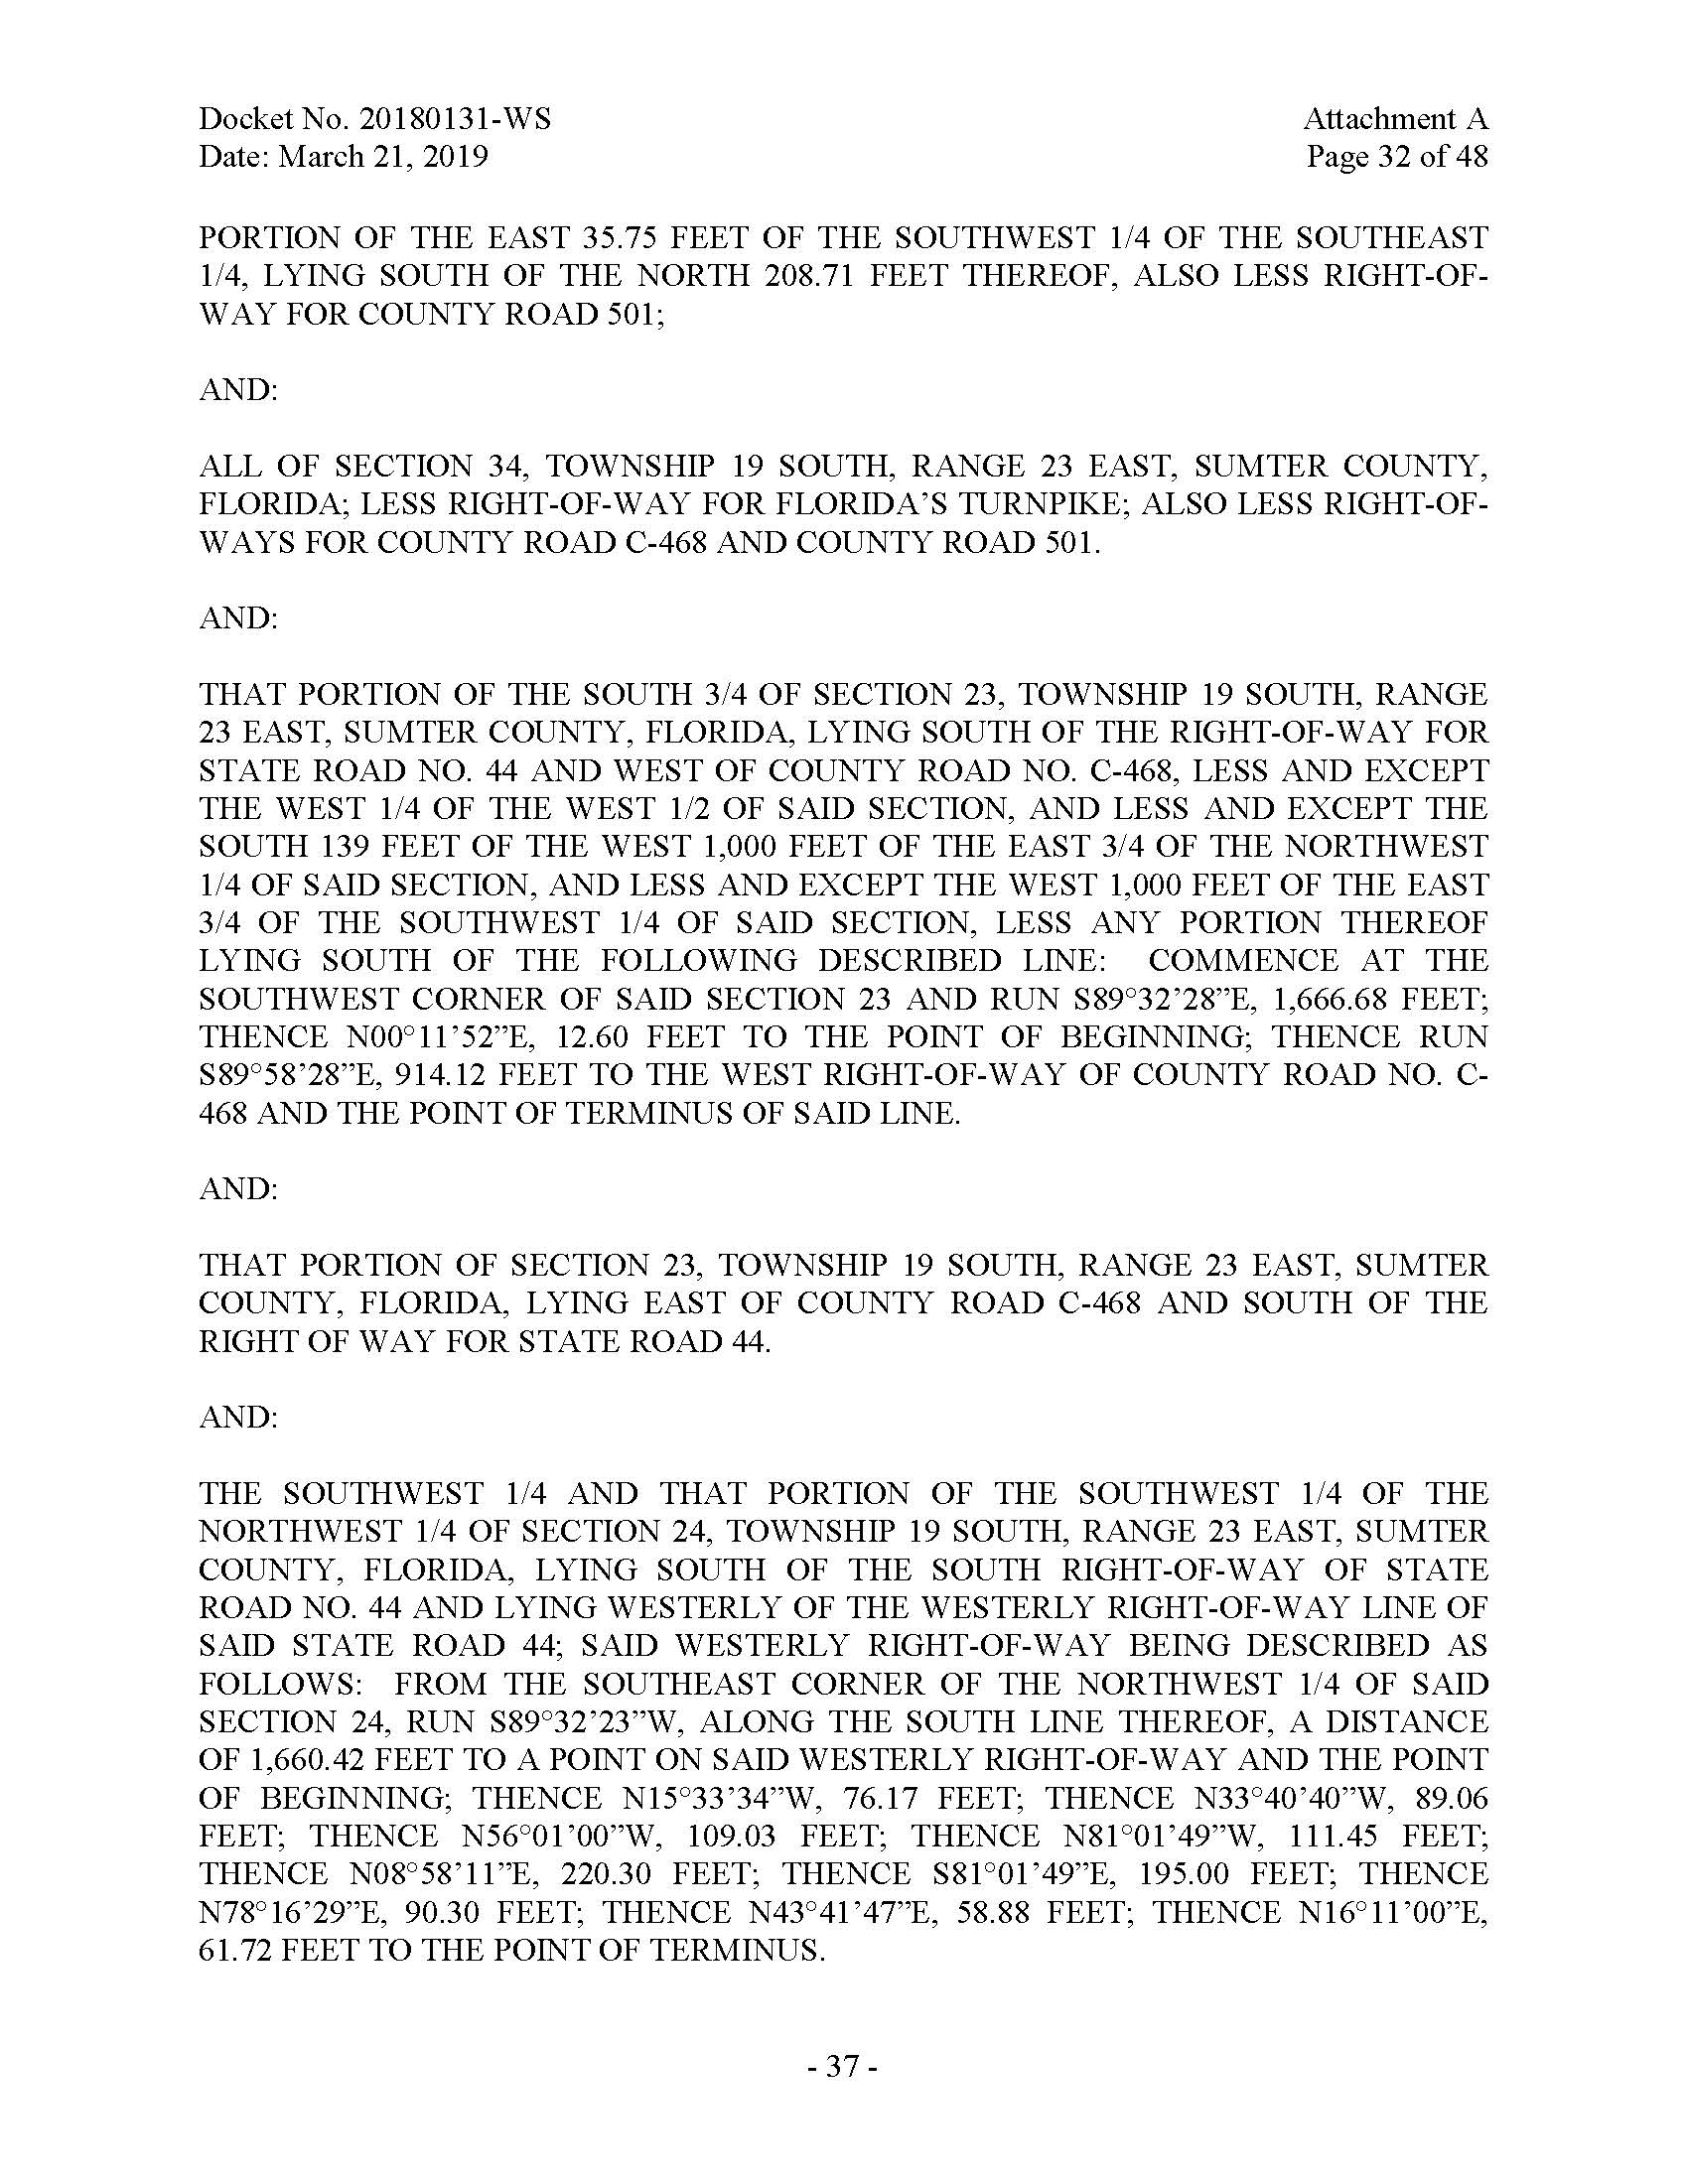 Docket No. 20180131-WS Attachment A
Date: March 21, 2019 Page 32 of 48
PORTION OF THE EAST 35.75 FEET OF THE SOUTHWEST 1/4 OF THE SOUTHEAST
1/4, LYING SOUTH OF THE NORTH 208.71 FEET THEREOF, ALSO LESS RIGHT-OF-
WAY FOR COUNTY ROAD 501;
AND:
ALL OF SECTION 34, TOWNSHIP 19 SOUTH, RANGE 23 EAST, SUMTER COUNTY,
FLORIDA; LESS RIGHT-OF-WAY FOR FLORIDA’S TURNPIKE; ALSO LESS RIGHT-OF-
WAYS FOR COUNTY ROAD C-468 AND COUNTY ROAD 501.
AND:
THAT PORTION OF THE SOUTH 3/4 OF SECTION 23, TOWNSHIP 19 SOUTH, RANGE
23 EAST, SUMTER COUNTY, FLORIDA, LYING SOUTH OF THE RIGHT-OF-WAY FOR
STATE ROAD NO. 44 AND WEST OF COUNTY ROAD NO. C-468, LESS AND EXCEPT
THE WEST 1/4 OF THE WEST 1/2 OF SAID SECTION, AND LESS AND EXCEPT THE
SOUTH 139 FEET OF THE WEST 1,000 FEET OF THE EAST 3/4 OF THE NORTHWEST
1/4 OF SAID SECTION, AND LESS AND EXCEPT THE WEST 1,000 FEET OF THE EAST
3/4 OF THE SOUTHWEST 1/4 OF SAID SECTION, LESS ANY PORTION THEREOF
LYING SOUTH OF THE FOLLOWING DESCRIBED LINE: COMMENCE AT THE
SOUTHWEST CORNER OF SAID SECTION 23 AND RUN S89°32’28”E, 1,666.68 FEET;
THENCE N00°11’52”E, 12.60 FEET TO THE POINT OF BEGINNING; THENCE RUN
S89°58’28”E, 914.12 FEET TO THE WEST RIGHT-OF-WAY OF COUNTY ROAD NO. C-
468 AND THE POINT OF TERMINUS OF SAID LINE.
AND:
THAT PORTION OF SECTION 23, TOWNSHIP 19 SOUTH, RANGE 23 EAST, SUMTER
COUNTY, FLORIDA, LYING EAST OF COUNTY ROAD C-468 AND SOUTH OF THE
RIGHT OF WAY FOR STATE ROAD 44.
AND:
THE SOUTHWEST 1/4 AND THAT PORTION OF THE SOUTHWEST 1/4 OF THE
NORTHWEST 1/4 OF SECTION 24, TOWNSHIP 19 SOUTH, RANGE 23 EAST, SUMTER
COUNTY, FLORIDA, LYING SOUTH OF THE SOUTH RIGHT-OF-WAY OF STATE
ROAD NO. 44 AND LYING WESTERLY OF THE WESTERLY RIGHT-OF-WAY LINE OF
SAID STATE ROAD 44; SAID WESTERLY RIGHT-OF-WAY BEING DESCRIBED AS
FOLLOWS: FROM THE SOUTHEAST CORNER OF THE NORTHWEST 1/4 OF SAID
SECTION 24, RUN S89°32’23”W, ALONG THE SOUTH LINE THEREOF, A DISTANCE
OF 1,660.42 FEET TO A POINT ON SAID WESTERLY RIGHT-OF-WAY AND THE POINT
OF BEGINNING; THENCE N15°33’34”W, 76.17 FEET; THENCE N33°40’40”W, 89.06
FEET; THENCE N56°01’00”W, 109.03 FEET; THENCE N81°01’49”W, 111.45 FEET;
THENCE N08°58’11”E, 220.30 FEET; THENCE S81°01’49”E, 195.00 FEET; THENCE
N78°16’29”E, 90.30 FEET; THENCE N43°41’47”E, 58.88 FEET; THENCE N16°11’00”E,
61.72 FEET TO THE POINT OF TERMINUS.
- 37 -